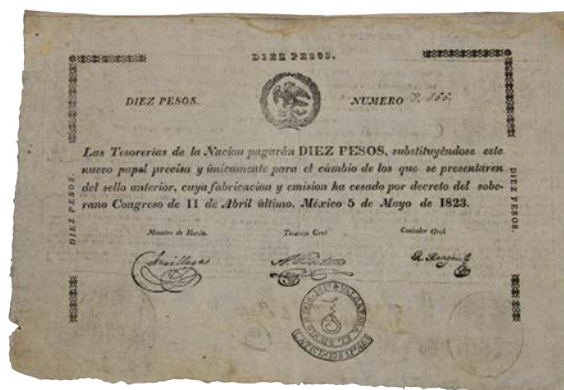 DIEZ PESOS.
DIEZ PESOS.
NUMERO
Las Tesorerías de la Nacion pagarán DIEZ PESOS, substituyéndose este
nuevo papel precisa y únicamente para el cámbio de los que se presentaren
del sello anterior, cuya fabricacion y emision ha cesado por decreto del sobe-
rano Congreso de 11 de Abril último. México 5 de Mayo de 1823.
DIEZ PESOS.
DIEZ PESOS.
Ministro de Hacda.
Tesorero Gral.
Contador Gral.